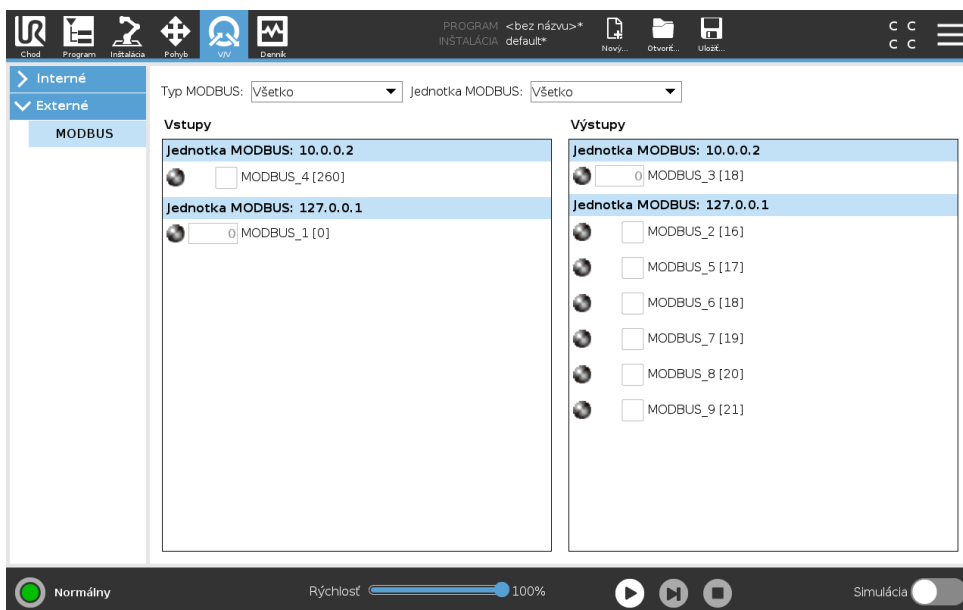 PROGRAM <bez názvu>*
INŠTALÁCIA default*
Chod Program Inštalácia Pohyb V/V Denník Nový... Otvoriť... Uložiť...
C C
C C
Interné
Externé
MODBUS
Typ MODBUS: Všetko Jednotka MODBUS: Všetko
Vstupy
Jednotka MODBUS: 10.0.0.2
MODBUS_4 [260]
Jednotka MODBUS: 127.0.0.1
0 MODBUS_1 [0]
Výstupy
Jednotka MODBUS: 10.0.0.2
0 MODBUS_3 [18]
Jednotka MODBUS: 127.0.0.1
MODBUS_2 [16]
MODBUS_5 [17]
MODBUS_6 [18]
MODBUS_7 [19]
MODBUS_8 [20]
MODBUS_9 [21]
Normálny Rýchlosť 100% Simulácia